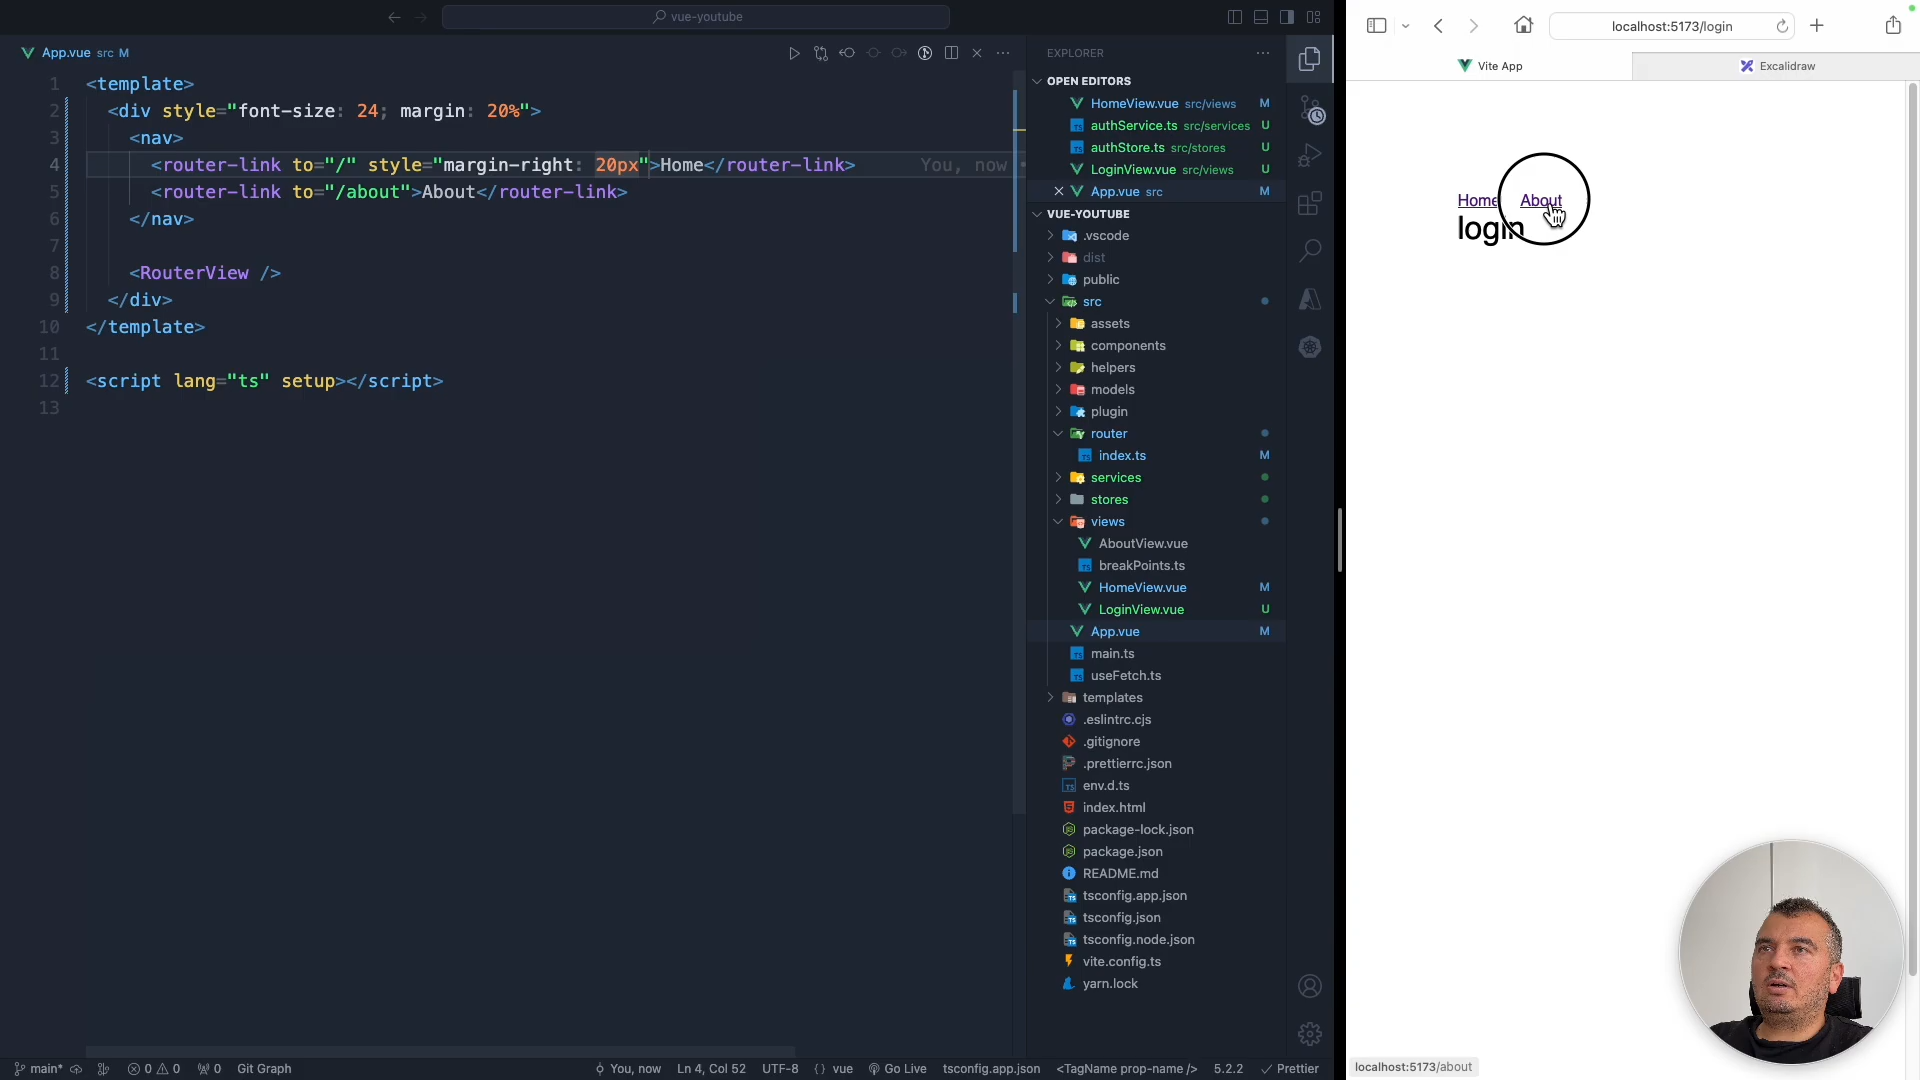 vue-youtube
App.vue src M
1 <template>
2 <div style="font-size: 24; margin: 20%">
3 <nav>
4 <router-link to="/" style="margin-right: 20px">Home</router-link> You, now
5 <router-link to="/about">About</router-link>
6 </nav>
7
8 <RouterView />
9 </div>
10 </template>
11
12 <script lang="ts" setup></script>
13
EXPLORER
OPEN EDITORS
HomeView.vue src/views M
authService.ts src/services U
authStore.ts src/stores U
LoginView.vue src/views U
App.vue src M
VUE-YOUTUBE
.vscode
dist
public
src
assets
components
helpers
models
plugin
router
index.ts M
services
stores
views
AboutView.vue
breakPoints.ts
HomeView.vue M
LoginView.vue U
App.vue M
main.ts
useFetch.ts
templates
.eslintrc.cjs
.gitignore
.prettierrc.json
env.d.ts
index.html
package-lock.json
package.json
README.md
tsconfig.app.json
tsconfig.json
tsconfig.node.json
vite.config.ts
yarn.lock
main* 0 0 0 Git Graph You, now Ln 4, Col 52 UTF-8 {} vue Go Live tsconfig.app.json <TagName prop-name /> 5.2.2 Prettier
localhost:5173/login
Vite App
Excalidraw
Home About
login
localhost:5173/about